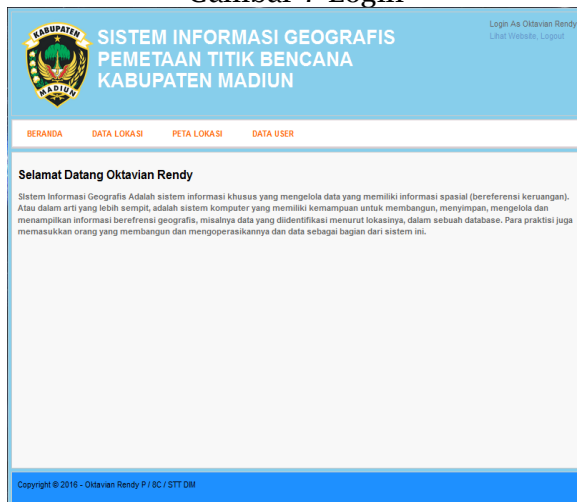 Gambar 7 Login
KABUPATEN
MADIUN
SISTEM INFORMASI GEOGRAFIS
PEMETAAN TITIK BENCANA
KABUPATEN MADIUN
Login As Oktavian Rendy
Lihat Website, Logout
BERANDA DATA LOKASI PETA LOKASI DATA USER
Selamat Datang Oktavian Rendy
SIstem Informasi Geografis Adalah sistem informasi khusus yang mengelola data yang memiliki informasi spasial (bereferensi keruangan).
Atau dalam arti yang lebih sempit, adalah sistem komputer yang memiliki kemampuan untuk membangun, menyimpan, mengelola dan
menampilkan informasi berefrensi geografis, misalnya data yang diidentifikasi menurut lokasinya, dalam sebuah database. Para praktisi juga
memasukkan orang yang membangun dan mengoperasikannya dan data sebagai bagian dari sistem ini.
Copyright © 2016 - Oktavian Rendy P / 8C / STT DIM